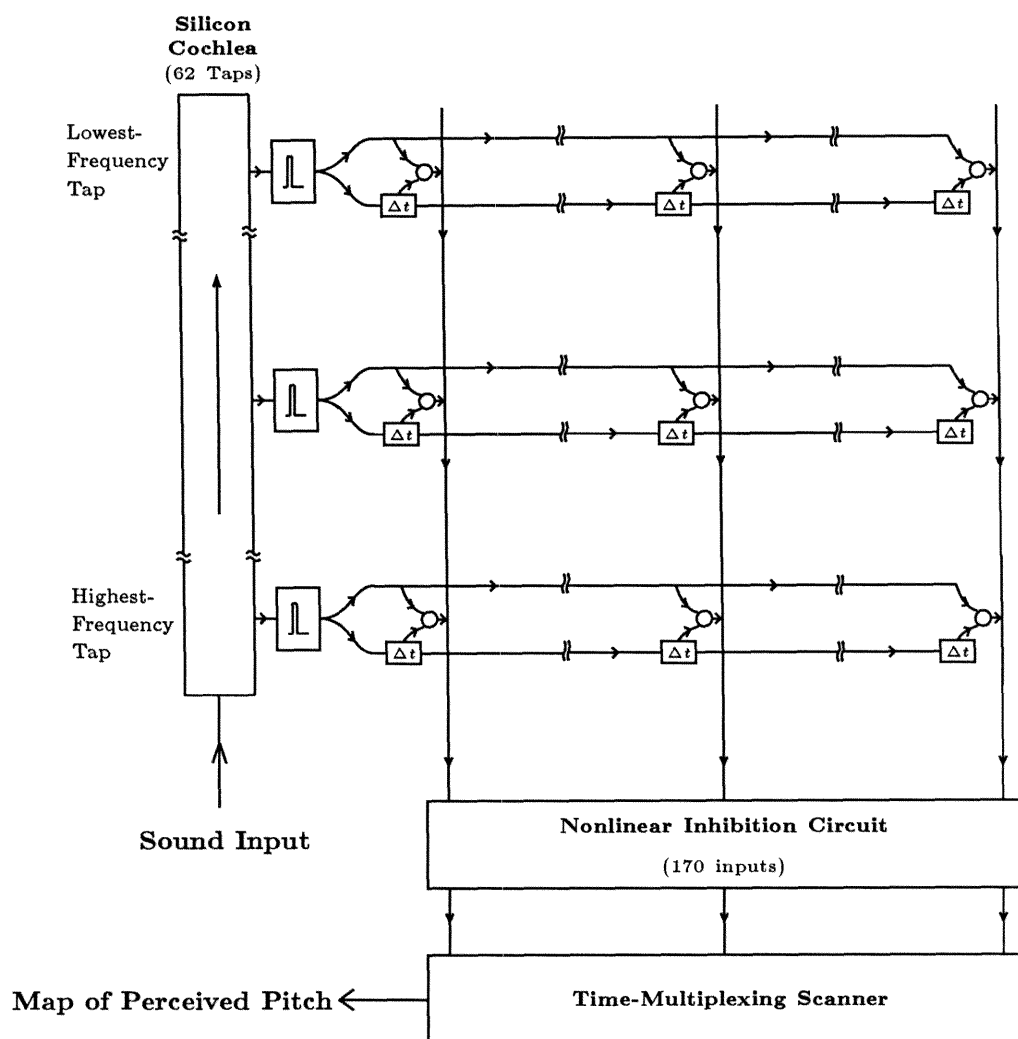 Silicon
Cochlea
(62 Taps)
Lowest-
Frequency
Tap
Δt
Δt
Δt
Δt
Δt
Δt
Highest-
Frequency
Tap
Δt
Δt
Δt
Sound Input
Nonlinear Inhibition Circuit
(170 inputs)
Map of Perceived Pitch
Time-Multiplexing Scanner